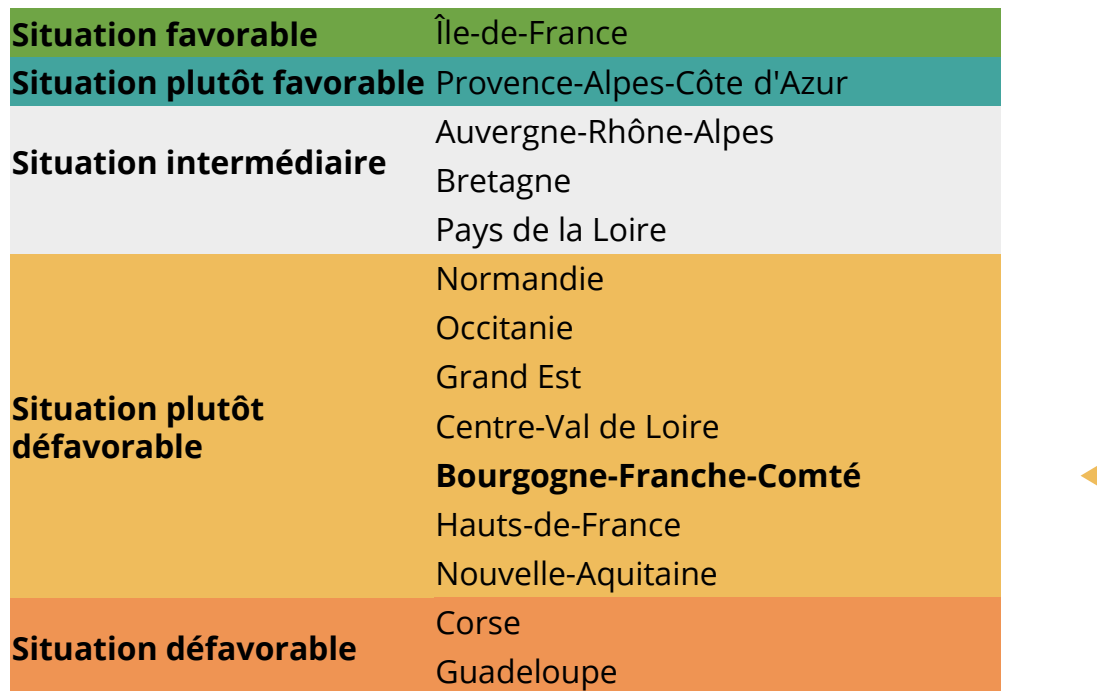 Situation favorable Île-de-France
Situation plutôt favorable Provence-Alpes-Côte d'Azur
Situation intermédiaire
Auvergne-Rhône-Alpes
Bretagne
Pays de la Loire
Situation plutôt
défavorable
Normandie
Occitanie
Grand Est
Centre-Val de Loire
Bourgogne-Franche-Comté
Hauts-de-France
Nouvelle-Aquitaine
Situation défavorable
Corse
Guadeloupe